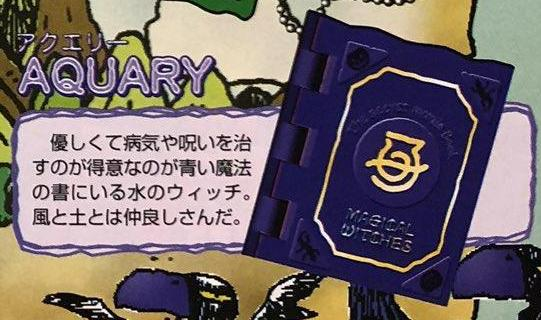 アクエリー
AQUARY
優しくて病気や呪いを治
すのが得意なのが青い魔法
の書にいる水のウィッチ。
風と土とは仲良しさんだ。
MAGICAL
WITCHES